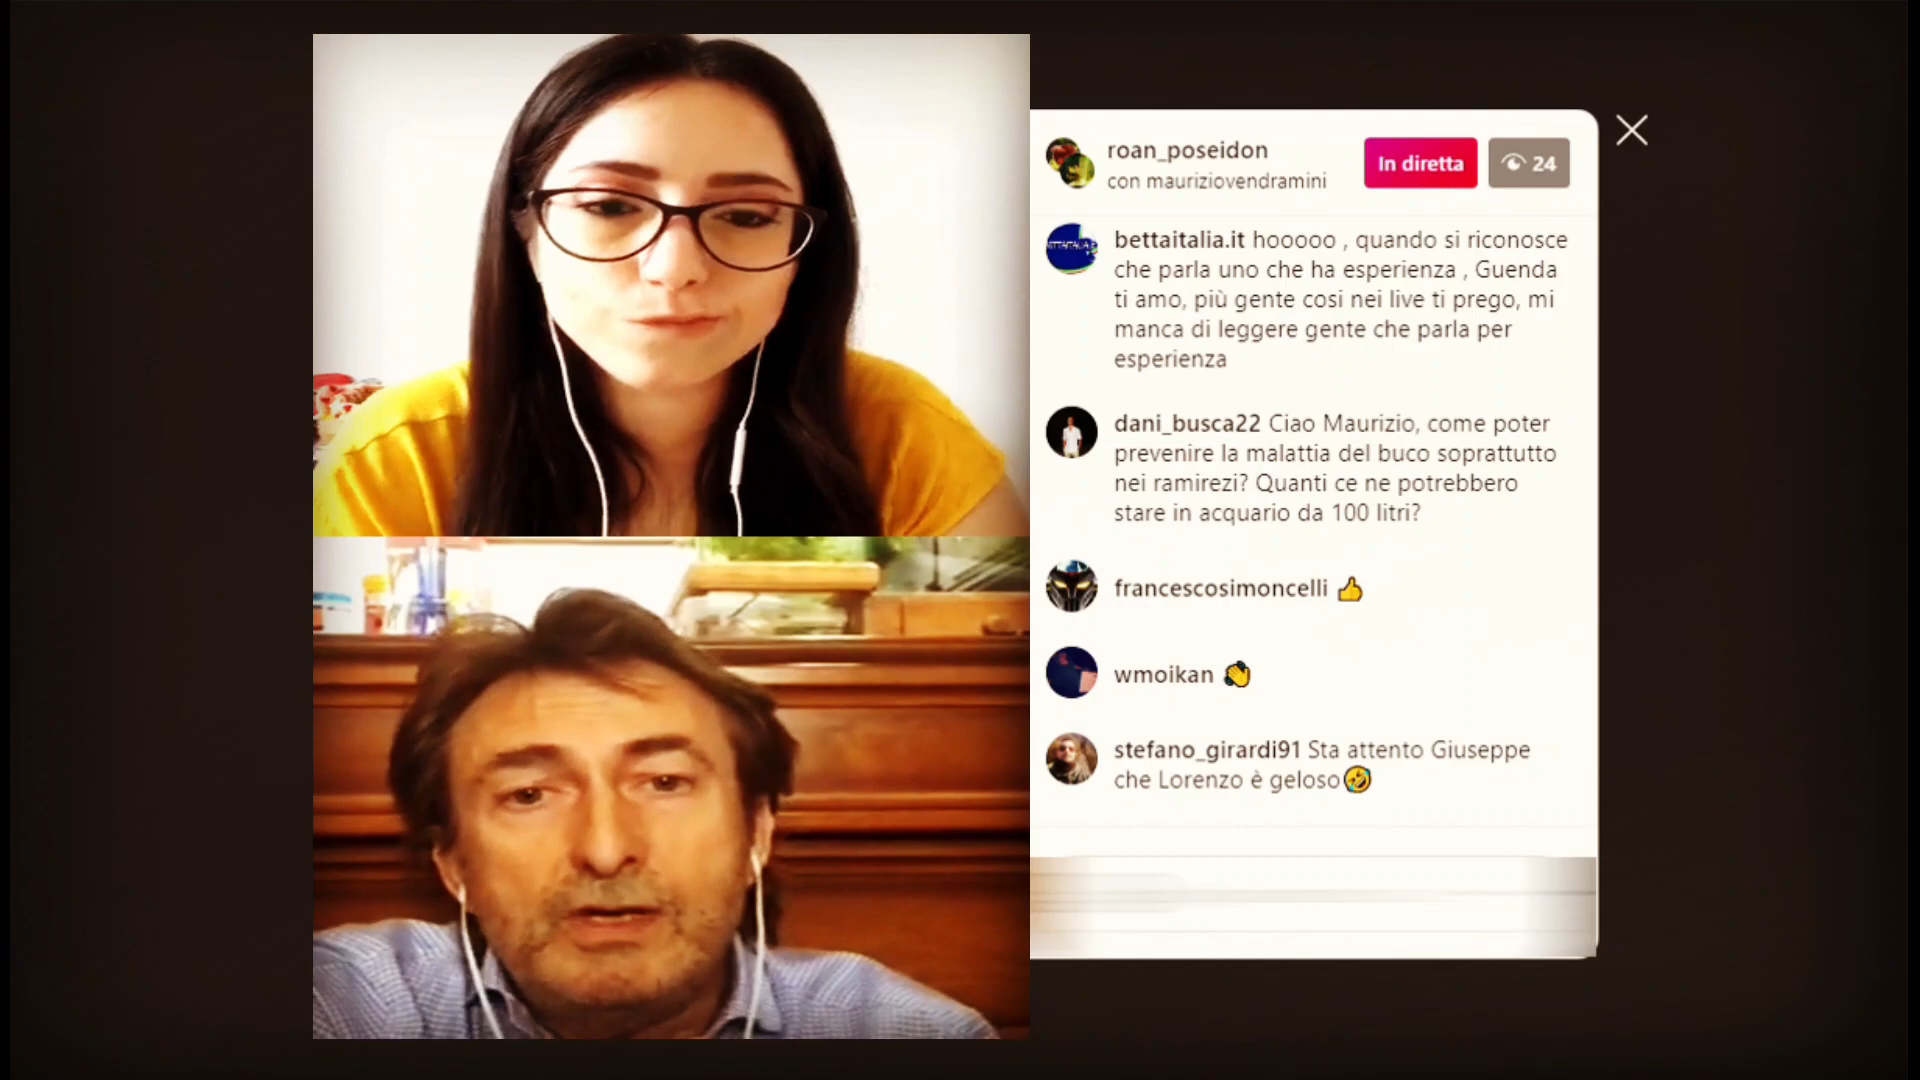 roan_poseidon
con mauriziovendramini
In diretta
24
bettaitalia.it hooooo , quando si riconosce
che parla uno che ha esperienza , Guenda
ti amo, più gente cosi nei live ti prego, mi
manca di leggere gente che parla per
esperienza
dani_busca22 Ciao Maurizio, come poter
prevenire la malattia del buco soprattutto
nei ramirezi? Quanti ce ne potrebbero
stare in acquario da 100 litri?
francescosimoncelli 👍
wmoikan 👏
stefano_girardi91 Sta attento Giuseppe
che Lorenzo è geloso🤣